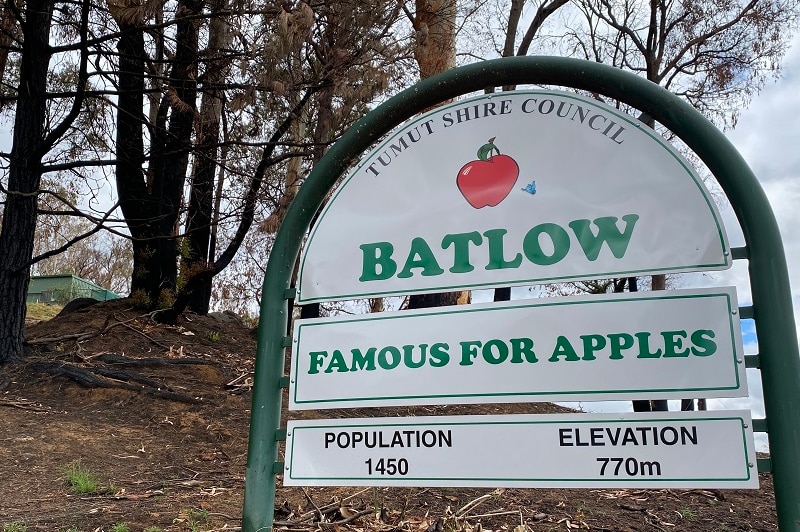 TUMUT SHIRE COUNCIL
BATLOW
FAMOUS FOR APPLES
POPULATION ELEVATION
1450 770m